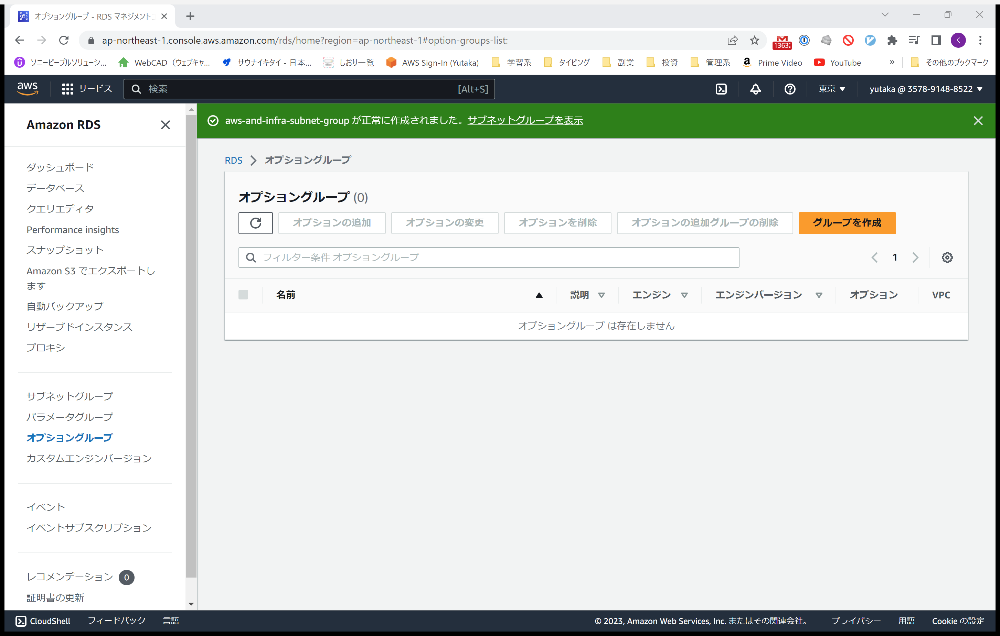 オプショングループ - RDS マネジメントコ
ap-northeast-1.console.aws.amazon.com/rds/home?region=ap-northeast-1#option-groups-list:
1363
ソニーピープルソリューシ... WebCAD（ウェブキャ... サウナイキタイ - 日本... しおり一覧 AWS Sign-In (Yutaka) 学習系 タイピング 副業 投資 管理系 Prime Video YouTube » その他のブックマーク
aws サービス 検索 [Alt+S] 東京 yutaka @ 3578-9148-8522
Amazon RDS
ダッシュボード
データベース
クエリエディタ
Performance insights
スナップショット
Amazon S3 でエクスポートし
ます
自動バックアップ
リザーブドインスタンス
プロキシ
サブネットグループ
パラメータグループ
オプショングループ
カスタムエンジンバージョン
イベント
イベントサブスクリプション
レコメンデーション 0
証明書の更新
aws-and-infra-subnet-group が正常に作成されました。サブネットグループを表示
RDS > オプショングループ
オプショングループ (0)
オプションの追加 オプションの変更 オプションを削除 オプションの追加グループの削除 グループを作成
フィルター条件 オプショングループ 1
名前 説明 エンジン エンジンバージョン オプション VPC
オプショングループ は存在しません
CloudShell フィードバック 言語 © 2023, Amazon Web Services, Inc. またはその関連会社。 プライバシー 用語 Cookie の設定